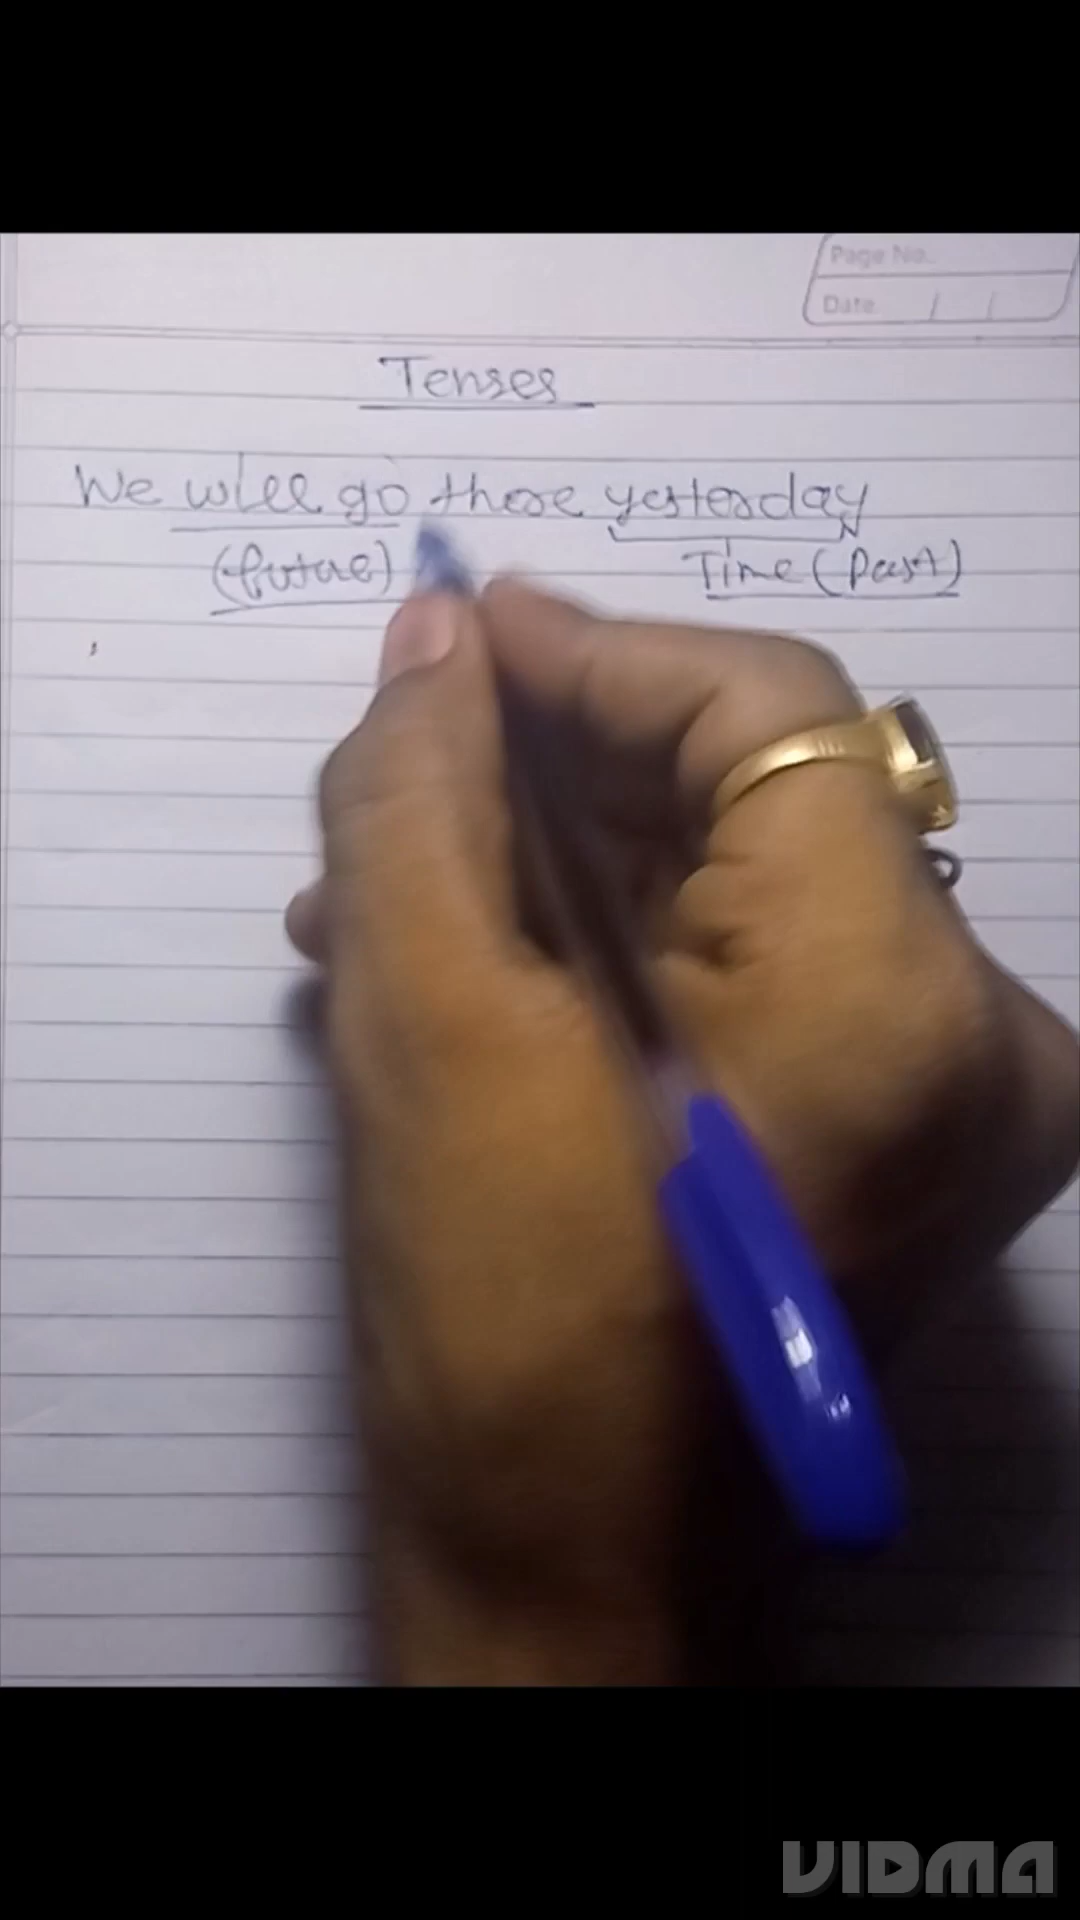 Page No.
Date / /
Tenses
We will go there yesterday
(future) Time (past)
VIDMA